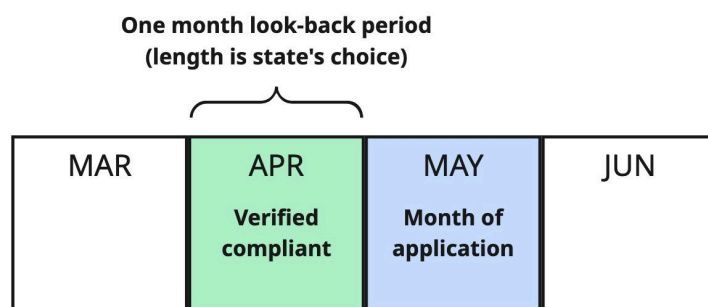 One month look-back period
(length is state's choice)
MAR
APR
MAY
JUN
Verified
compliant
Month of
application